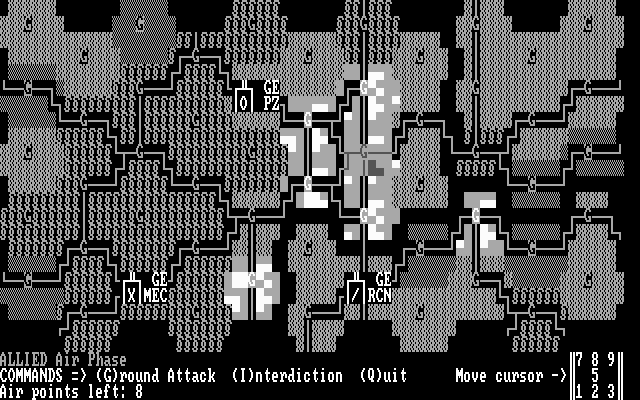 G G G G
G G G G
G
G GE G G G
O PZ
G G G G
G G G G
G G G G
G G G G G
G G G G
G GE G GE G
X MEC / RCN
G G G G
ALLIED Air Phase
COMMANDS => (G)round Attack (I)nterdiction (Q)uit Move cursor ->
Air points left: 8
7 8 9
5
1 2 3